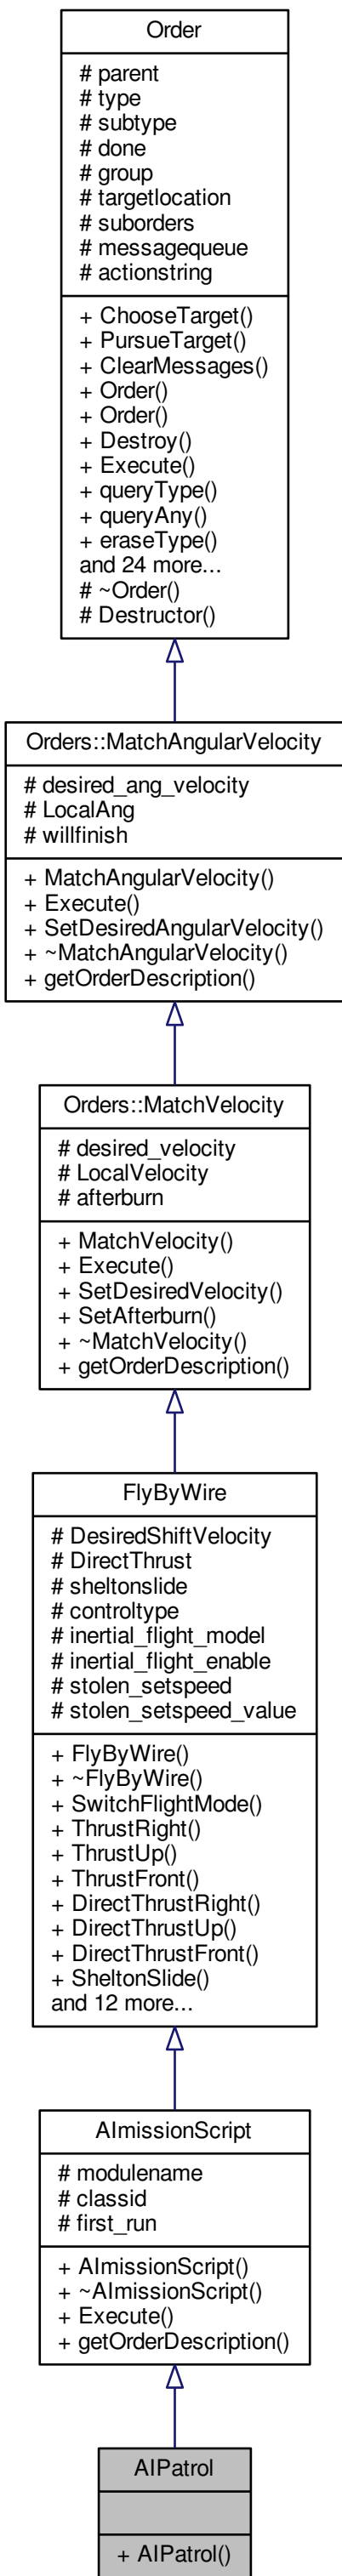 Order
# parent
# type
# subtype
# done
# group
# targetlocation
# suborders
# messagequeue
# actionstring
+ ChooseTarget()
+ PursueTarget()
+ ClearMessages()
+ Order()
+ Order()
+ Destroy()
+ Execute()
+ queryType()
+ queryAny()
+ eraseType()
and 24 more...
# ~Order()
# Destructor()
Orders::MatchAngularVelocity
# desired_ang_velocity
# LocalAng
# willfinish
+ MatchAngularVelocity()
+ Execute()
+ SetDesiredAngularVelocity()
+ ~MatchAngularVelocity()
+ getOrderDescription()
Orders::MatchVelocity
# desired_velocity
# LocalVelocity
# afterburn
+ MatchVelocity()
+ Execute()
+ SetDesiredVelocity()
+ SetAfterburn()
+ ~MatchVelocity()
+ getOrderDescription()
FlyByWire
# DesiredShiftVelocity
# DirectThrust
# sheltonslide
# controltype
# inertial_flight_model
# inertial_flight_enable
# stolen_setspeed
# stolen_setspeed_value
+ FlyByWire()
+ ~FlyByWire()
+ SwitchFlightMode()
+ ThrustRight()
+ ThrustUp()
+ ThrustFront()
+ DirectThrustRight()
+ DirectThrustUp()
+ DirectThrustFront()
+ SheltonSlide()
and 12 more...
AImissionScript
# modulename
# classid
# first_run
+ AImissionScript()
+ ~AImissionScript()
+ Execute()
+ getOrderDescription()
AIPatrol
+ AIPatrol()